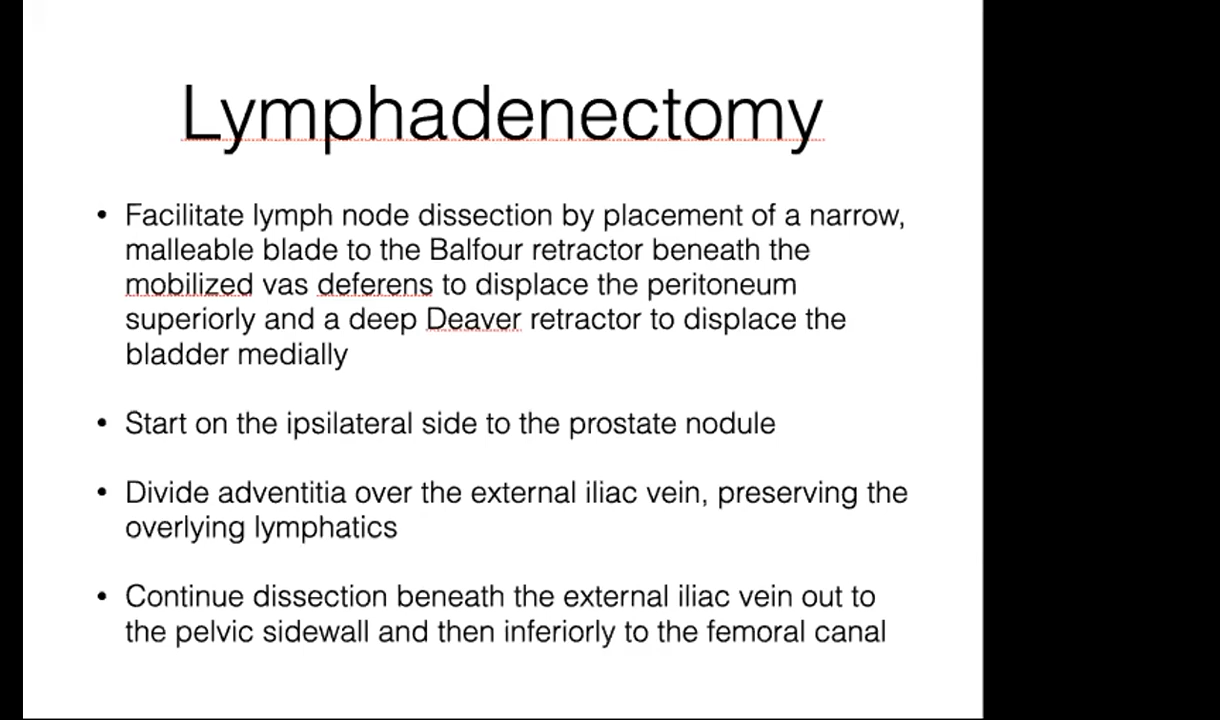 Lymphadenectomy
• Facilitate lymph node dissection by placement of a narrow,
malleable blade to the Balfour retractor beneath the
mobilized vas deferens to displace the peritoneum
superiorly and a deep Deaver retractor to displace the
bladder medially
• Start on the ipsilateral side to the prostate nodule
• Divide adventitia over the external iliac vein, preserving the
overlying lymphatics
• Continue dissection beneath the external iliac vein out to
the pelvic sidewall and then inferiorly to the femoral canal